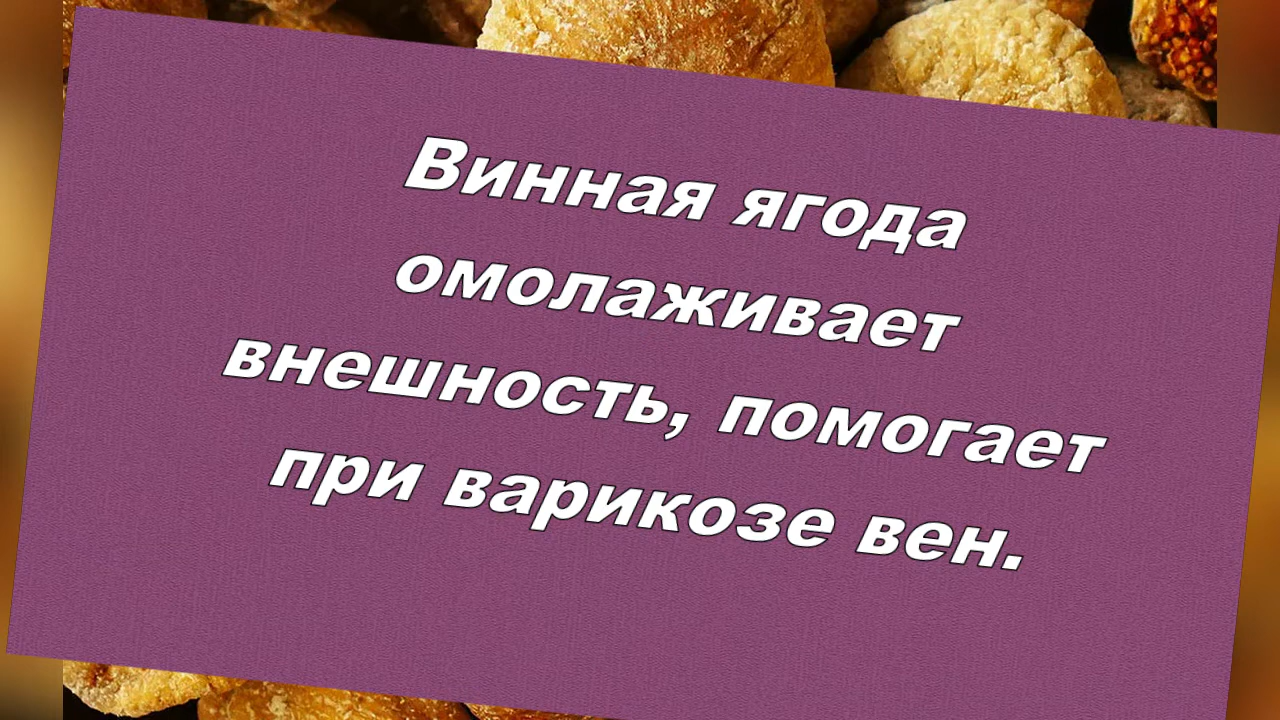 Винная ягода
омолаживает
внешность, помогает
при варикозе вен.